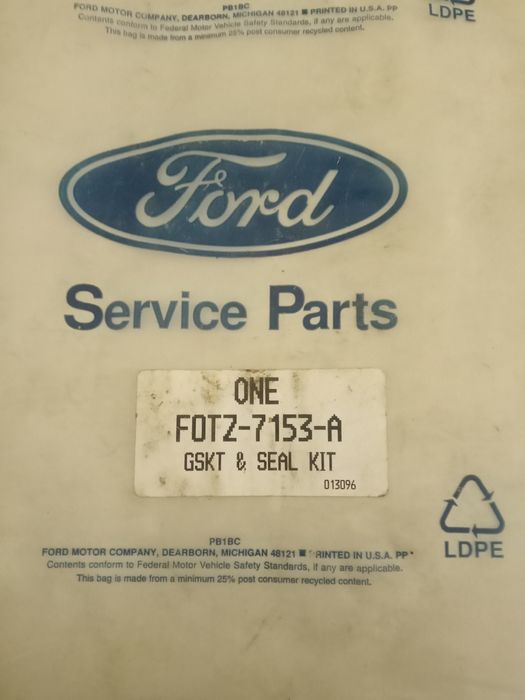 PB1BC
FORD MOTOR COMPANY, DEARBORN, MICHIGAN 48121 ■ PRINTED IN U.S.A. PP
Contents conform to Federal Motor Vehicle Safety Standards, if any are applicable.
This bag is made from a minimum 25% post consumer recycled content.
LDPE
Ford
Service Parts
ONE
F0TZ-7153-A
GSKT & SEAL KIT
013096
PB1BC
FORD MOTOR COMPANY, DEARBORN, MICHIGAN 48121 ■ PRINTED IN U.S.A. PP
Contents conform to Federal Motor Vehicle Safety Standards, if any are applicable.
This bag is made from a minimum 25% post consumer recycled content.
LDPE